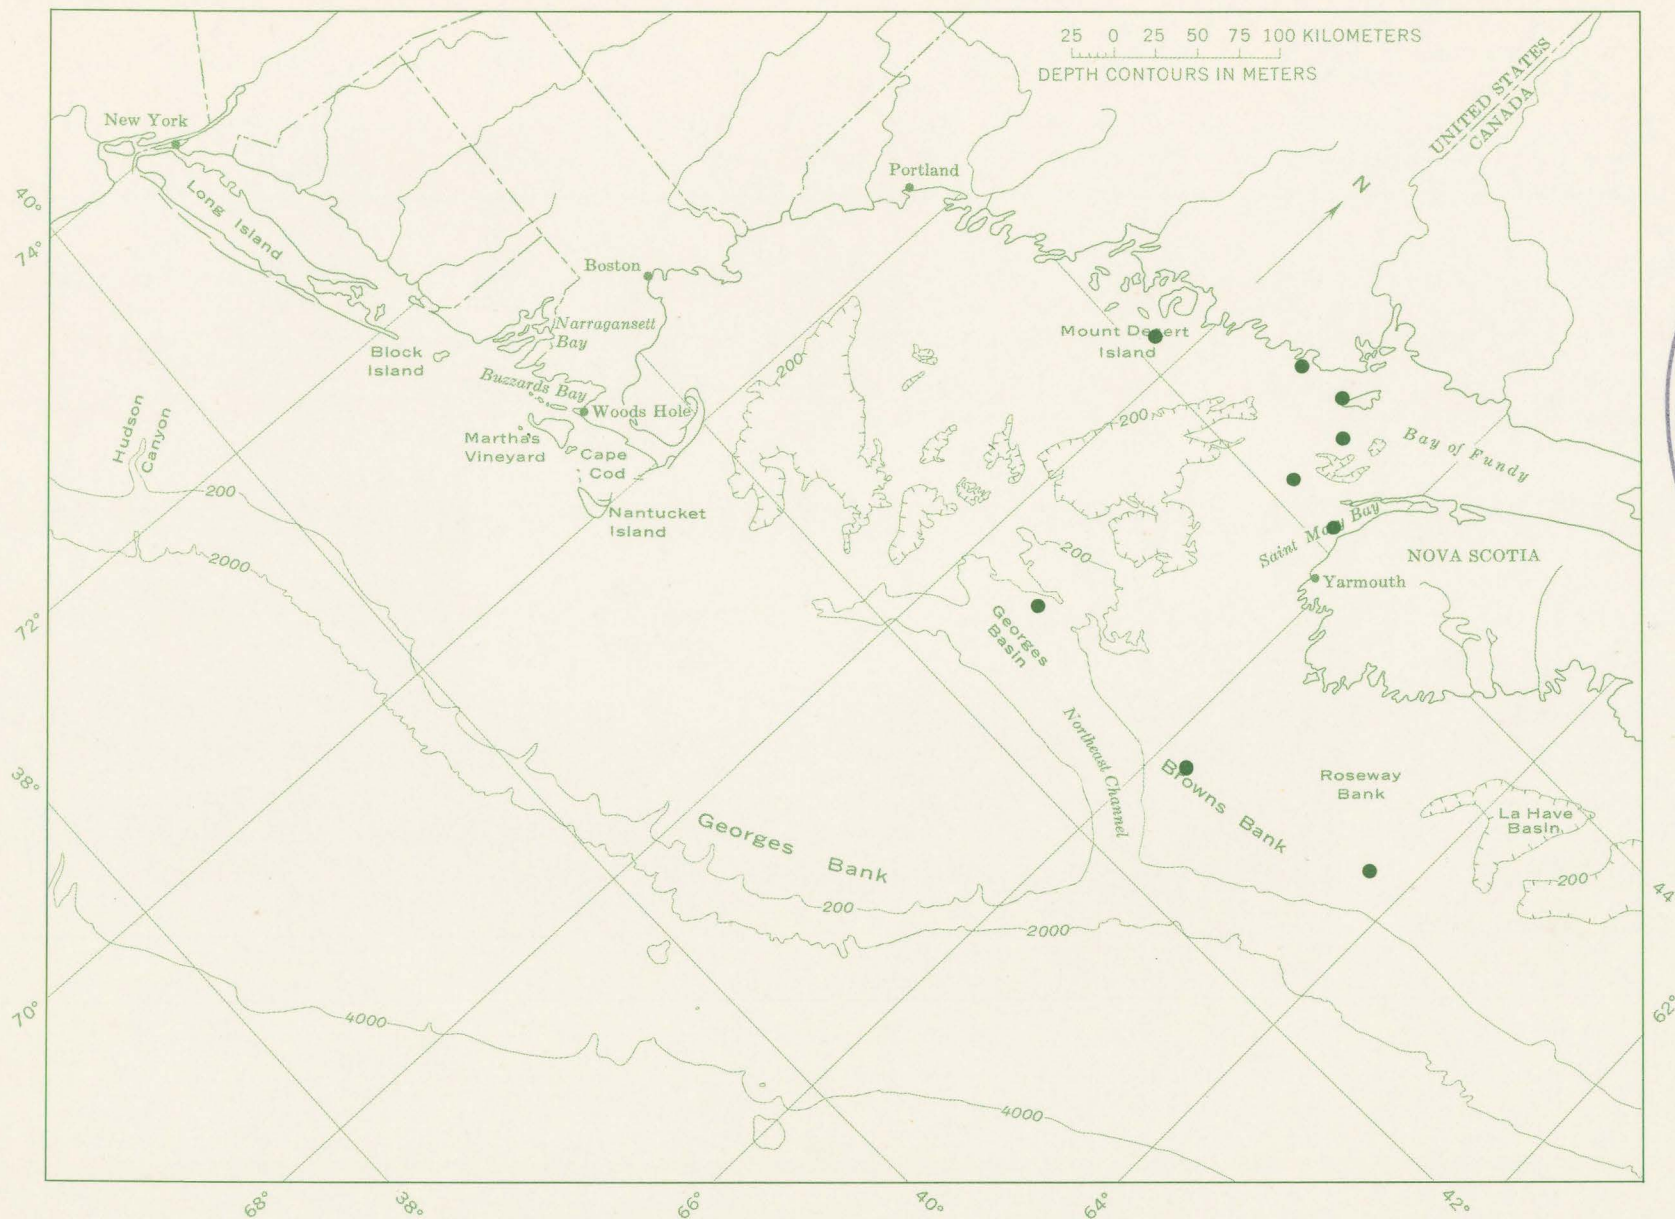 25 0 25 50 75 100 KILOMETERS
DEPTH CONTOURS IN METERS
UNITED STATES
CANADA
New York
Portland
N
40°
74°
Long Island
Boston
Narragansett
Bay
Mount Desert
Island
Block
Island
200
Buzzards Bay
Woods Hole
200
Hudson
Canyon
Marthas
Vineyard
Cape
Cod
Bay of Fundy
200
Nantucket
Island
Saint Mary Bay
200
NOVA SCOTIA
2000
Yarmouth
72°
Georges
Basin
Northeast Channel
38°
Browns Bank
Roseway
Bank
La Have
Basin
Georges Bank
200
200
44
2000
70°
4000
62°
4000
68°
38°
66°
40°
64°
42°